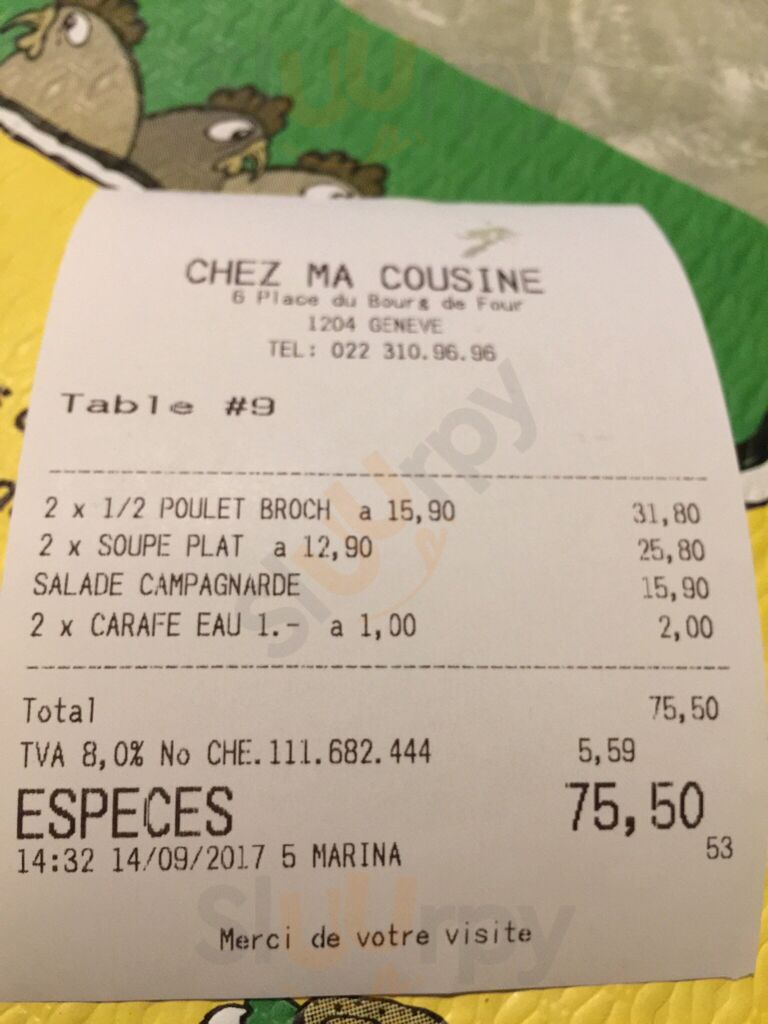 CHEZ MA COUSINE
6 Place du Bourg de Four
1204 GENEVE
TEL: 022 310.96.96
Table #9
2 x 1/2 POULET BROCH a 15,90 31,80
2 x SOUPE PLAT a 12,90 25,80
SALADE CAMPAGNARDE 15,90
2 x CARAFE EAU 1.- a 1,00 2,00
Total 75,50
TVA 8,0% No CHE.111.682.444 5,59
ESPECES 75,50
14:32 14/09/2017 5 MARINA 53
Merci de votre visite
Sluurpy
Sluurpy
Sluurpy